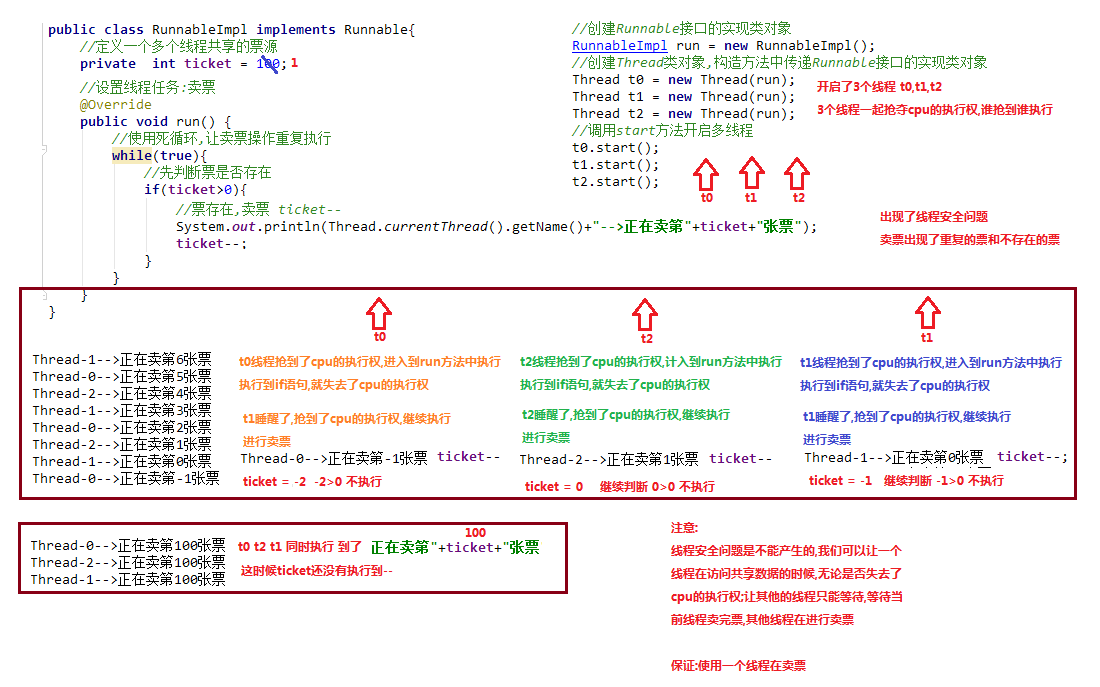 public class RunnableImpl implements Runnable{
//定义一个多个线程共享的票源
private  int ticket = 100; 1
//设置线程任务:卖票
@Override
public void run() {
//使用死循环,让卖票操作重复执行
while(true){
//先判断票是否存在
if(ticket>0){
//票存在,卖票 ticket--
System.out.println(Thread.currentThread().getName()+"-->正在卖第"+ticket+"张票");
ticket--;
}
}
}
}
//创建Runnable接口的实现类对象
RunnableImpl run = new RunnableImpl();
//创建Thread类对象,构造方法中传递Runnable接口的实现类对象
Thread t0 = new Thread(run);
Thread t1 = new Thread(run);
Thread t2 = new Thread(run);
//调用start方法开启多线程
t0.start();
t1.start();
t2.start();
开启了3个线程 t0,t1,t2
3个线程一起抢夺cpu的执行权,谁抢到谁执行
t0 t1 t2
出现了线程安全问题
卖票出现了重复的票和不存在的票
Thread-1-->正在卖第6张票
Thread-0-->正在卖第5张票
Thread-2-->正在卖第4张票
Thread-1-->正在卖第3张票
Thread-0-->正在卖第2张票
Thread-2-->正在卖第1张票
Thread-1-->正在卖第0张票
Thread-0-->正在卖第-1张票
t0
t0线程抢到了cpu的执行权,进入到run方法中执行
执行到if语句,就失去了cpu的执行权
t1睡醒了,抢到了cpu的执行权,继续执行
进行卖票
Thread-0-->正在卖第-1张票 ticket--
ticket = -2 -2>0 不执行
t2
t2线程抢到了cpu的执行权,计入到run方法中执行
执行到if语句,就失去了cpu的执行权
t2睡醒了,抢到了cpu的执行权,继续执行
进行卖票
Thread-2-->正在卖第1张票 ticket--
ticket = 0 继续判断 0>0 不执行
t1
t1线程抢到了cpu的执行权,进入到run方法中执行
执行到if语句,就失去了cpu的执行权
t1睡醒了,抢到了cpu的执行权,继续执行
进行卖票
Thread-1-->正在卖第0张票 ticket--;
ticket = -1 继续判断 -1>0 不执行
Thread-0-->正在卖第100张票
Thread-2-->正在卖第100张票
Thread-1-->正在卖第100张票
100
t0 t2 t1 同时执行 到了 正在卖第"+ticket+"张票
这时候ticket还没有执行到--
注意:
线程安全问题是不能产生的,我们可以让一个
线程在访问共享数据的时候,无论是否失去了
cpu的执行权;让其他的线程只能等待,等待当
前线程卖完票,其他线程在进行卖票
保证:使用一个线程在卖票